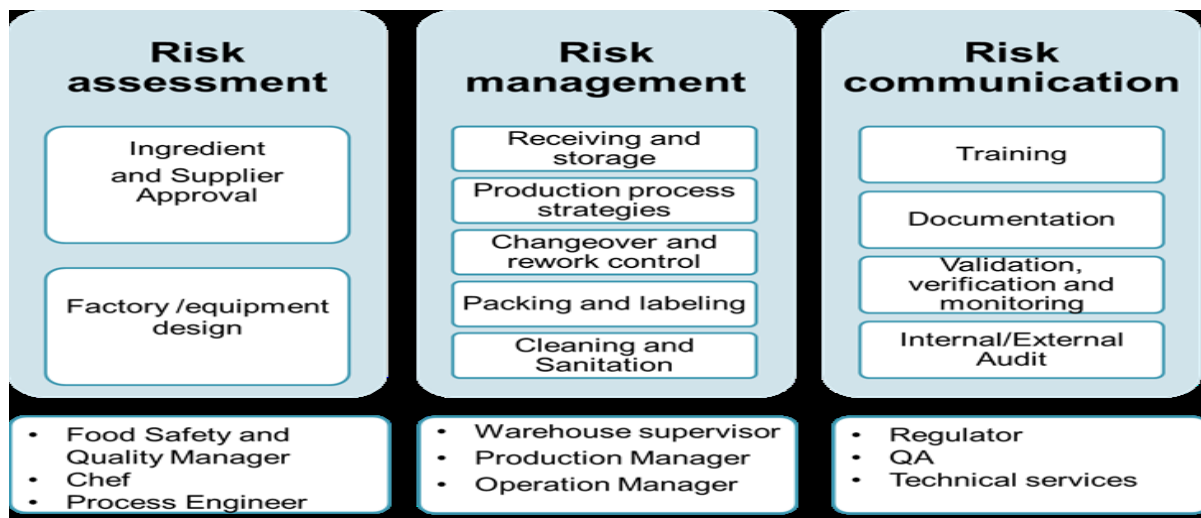 Risk
assessment
Ingredient
and Supplier
Approval
Factory /equipment
design
• Food Safety and
Quality Manager
• Chef
• Process Engineer
Risk
management
Receiving and
storage
Production process
strategies
Changeover and
rework control
Packing and labeling
Cleaning and
Sanitation
• Warehouse supervisor
• Production Manager
• Operation Manager
Risk
communication
Training
Documentation
Validation,
verification and
monitoring
Internal/External
Audit
• Regulator
• QA
• Technical services